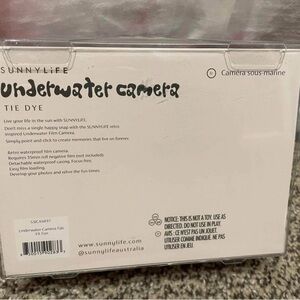 SUNNYLiFE
underwater camera
TIE DYE
Caméra sous-marine
Live your life in the sun with SUNNYLIFE.
Don't miss a single happy snap with the SUNNYLIFE retro
inspired Underwater Film Camera.
Simply point and click to create memories that live on forever.
Retro waterproof film camera.
Requires 35mm roll negative film (not included).
Detachable waterproof casing. Focus free.
Easy film loading.
Develop your photos and relive the fun times.
Underwater Camera
Tie Dye
www.sunnylife.com
@sunnylifeaustralia
NOTICE: THIS IS NOT A TOY. USE AS
DIRECTED. DO NOT USE IN PLAY.
AVIS : CE N'EST PAS UN JOUET.
UTILISER COMME INDIQUÉ. NE PAS
UTILISER EN JEU.